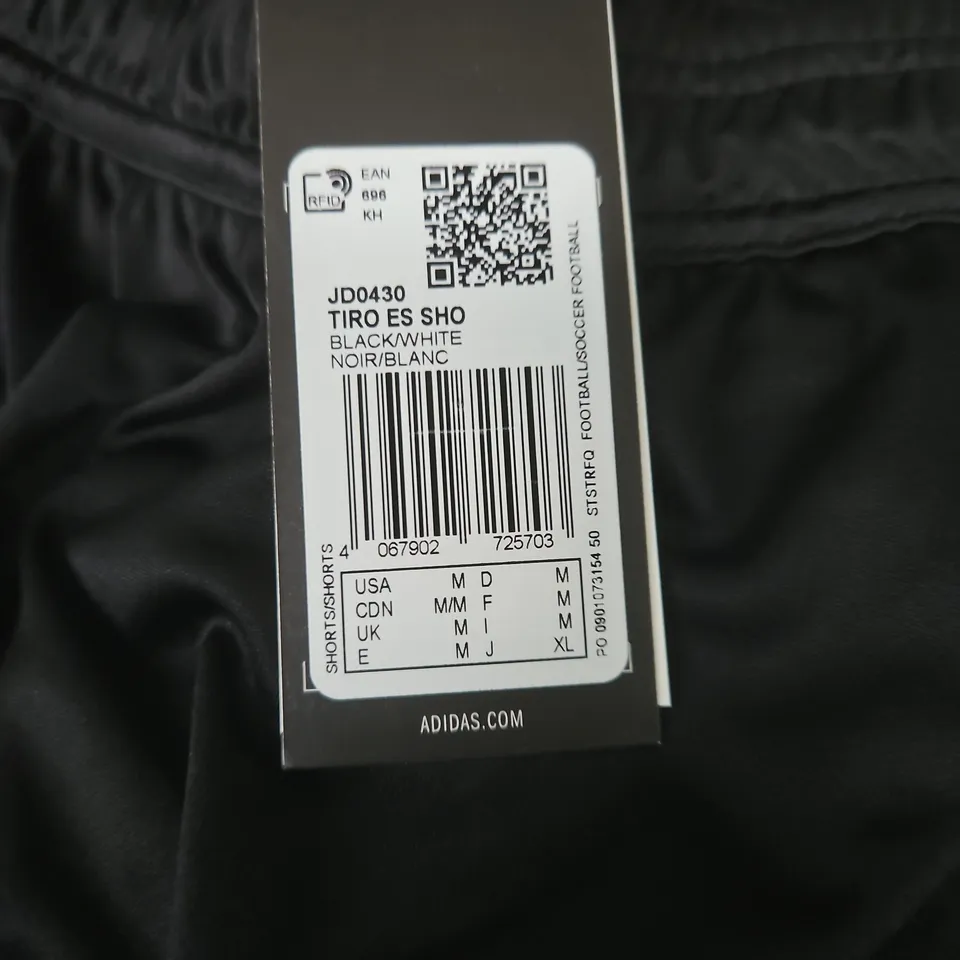 RFID
EAN
696
KH
JD0430
TIRO ES SHO
BLACK/WHITE
NOIR/BLANC
4 067902 725703
SHORTS/SHORTS
USA M D M
CDN M/M F M
UK M I M
E M J XL
PO 0901073154 50 STSTRFQ FOOTBALL/SOCCER FOOTBALL
ADIDAS.COM